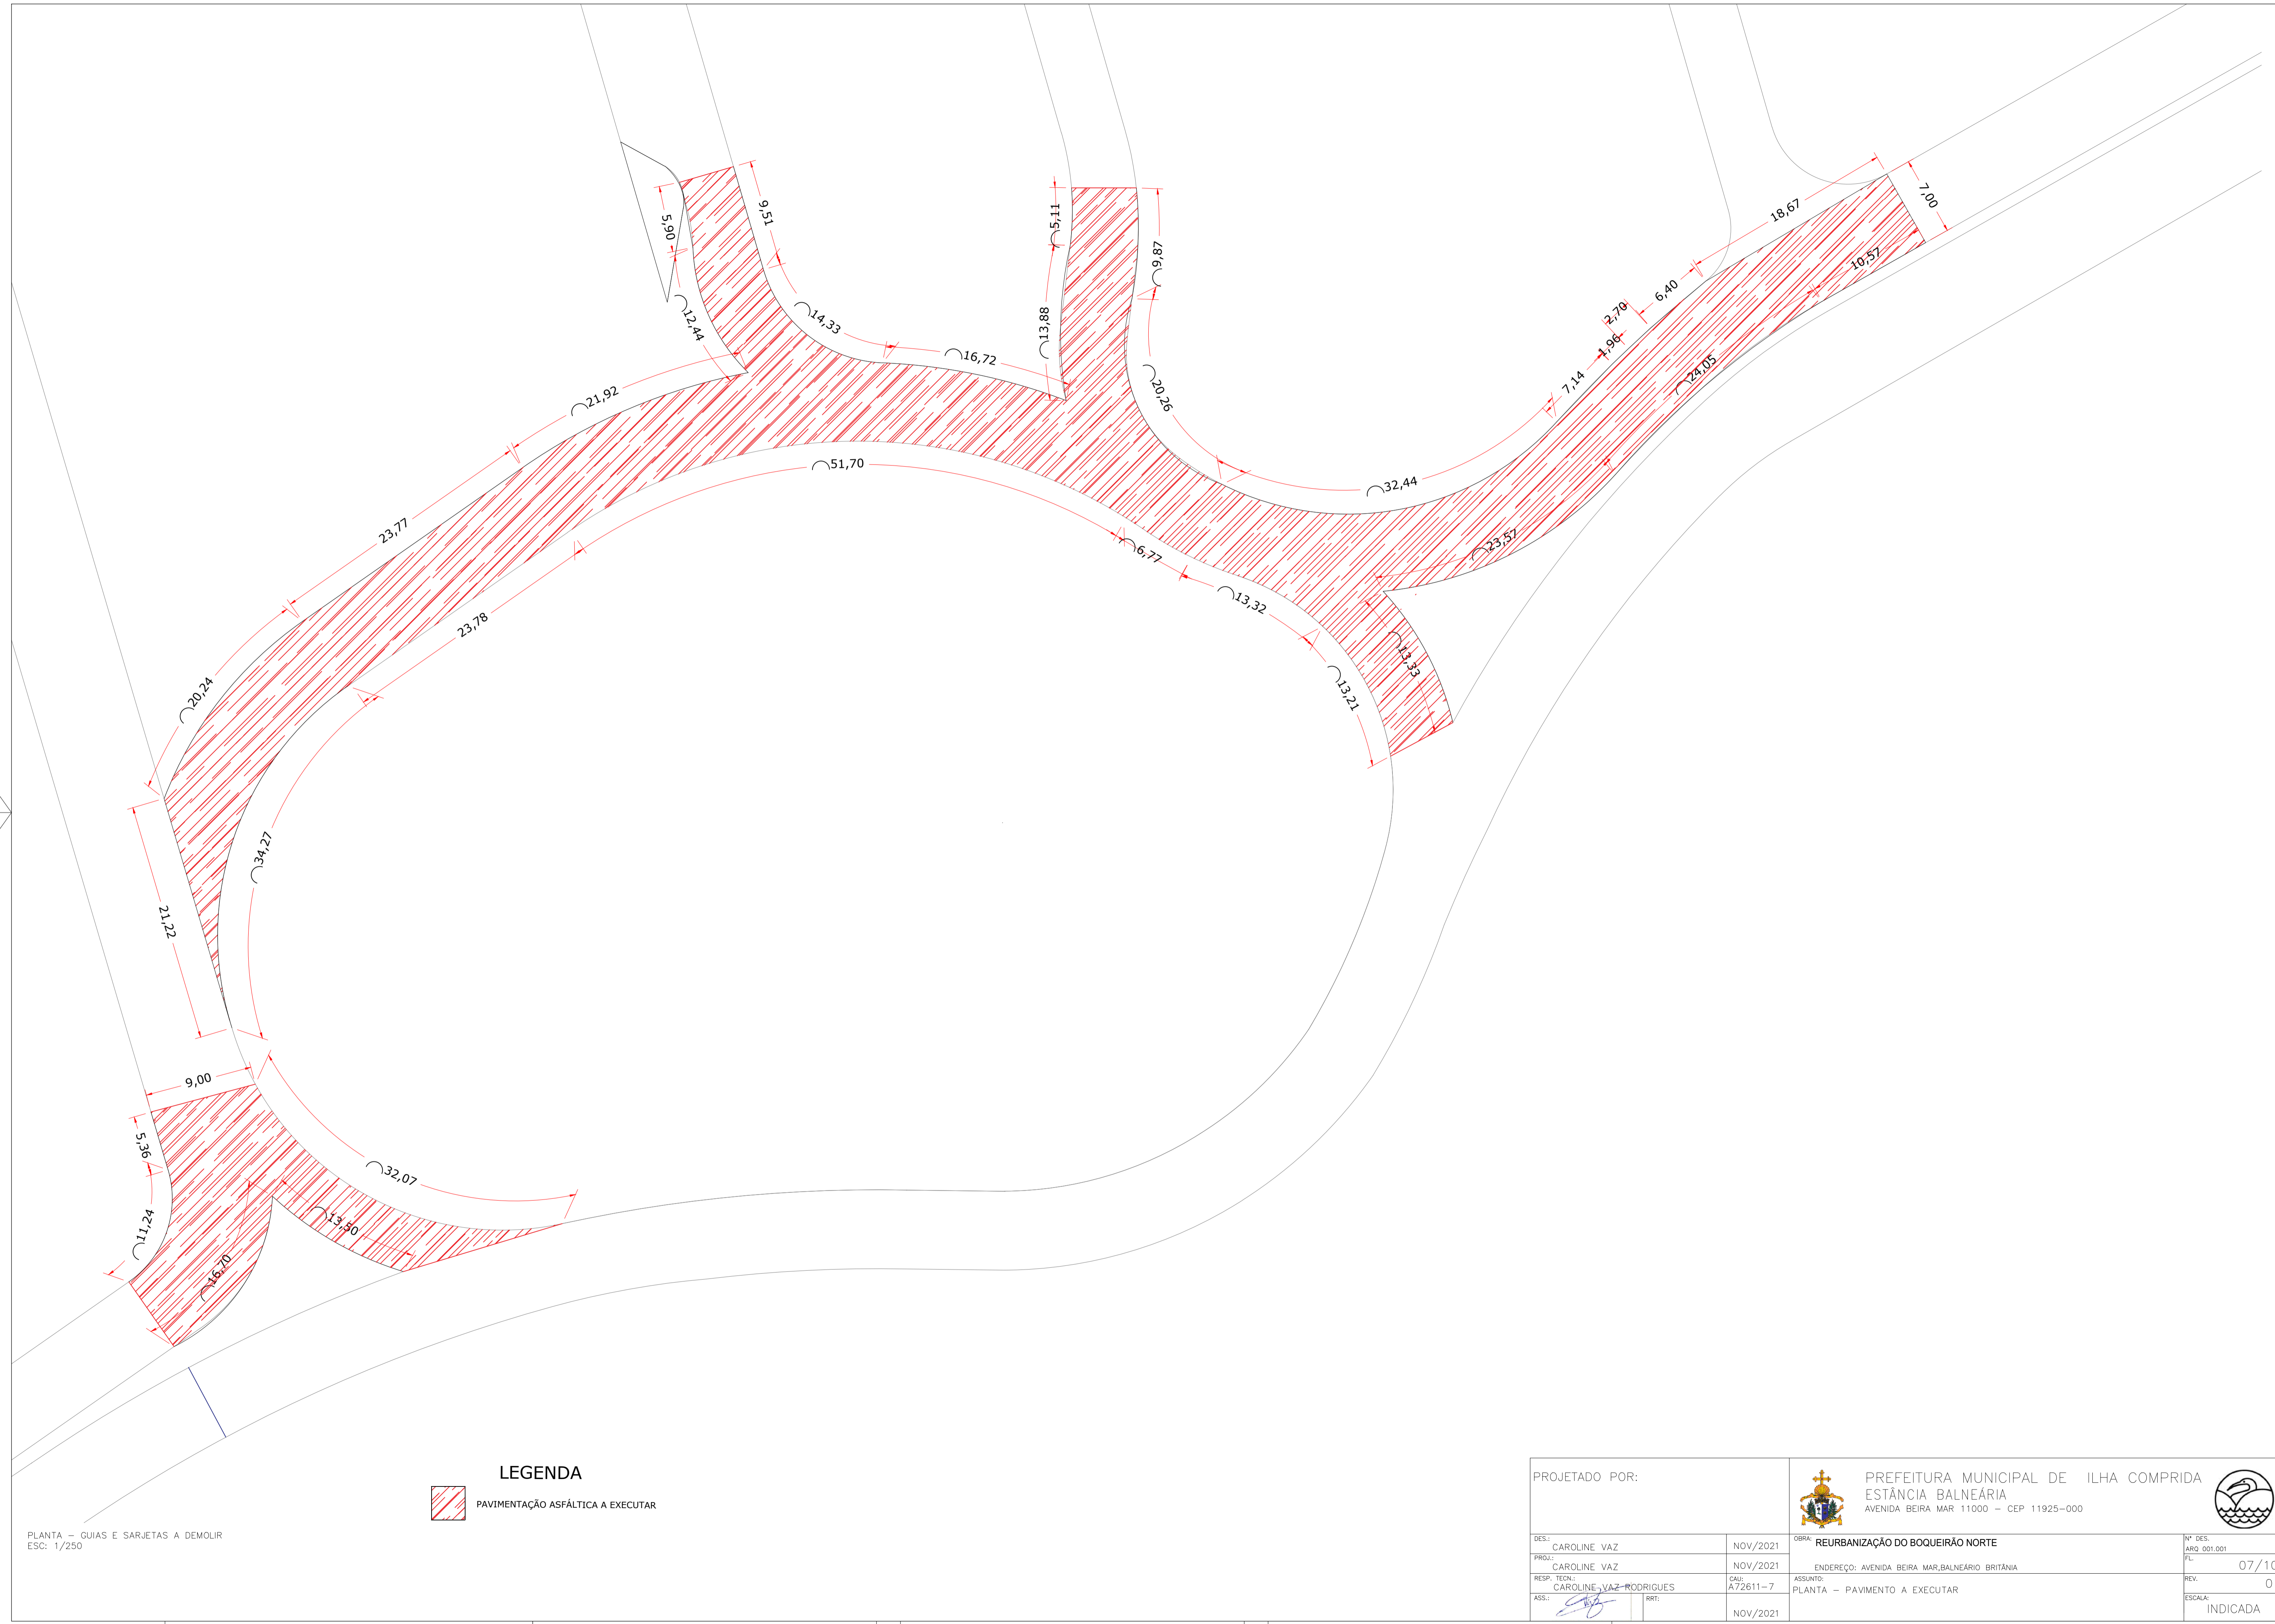 9,51
5,90
14,33
12,44
16,72
5,11
9,87
13,88
20,26
18,67
7,00
10,57
6,40
2,70
1,96
7,14
24,05
32,44
23,57
21,92
51,70
23,77
23,78
6,77
13,32
13,33
13,21
20,24
34,27
21,22
9,00
5,36
32,07
11,24
13,50
16,70
LEGENDA
PAVIMENTAÇÃO ASFÁLTICA A EXECUTAR
PLANTA – GUIAS E SARJETAS A DEMOLIR
ESC: 1/250
PROJETADO POR:
PREFEITURA MUNICIPAL DE ILHA COMPRIDA
ESTÂNCIA BALNEÁRIA
AVENIDA BEIRA MAR 11000 – CEP 11925-000
DES.: CAROLINE VAZ NOV/2021
PROJ.: CAROLINE VAZ NOV/2021
RESP. TECN.: CAROLINE VAZ RODRIGUES CAU: A72611-7
ASS.: RRT: NOV/2021
OBRA: REURBANIZAÇÃO DO BOQUEIRÃO NORTE
ENDEREÇO: AVENIDA BEIRA MAR,BALNEÁRIO BRITÂNIA
ASSUNTO:
PLANTA – PAVIMENTO A EXECUTAR
Nº DES.
ARQ 001.001
FL. 07/10
REV. 0
ESCALA:
INDICADA